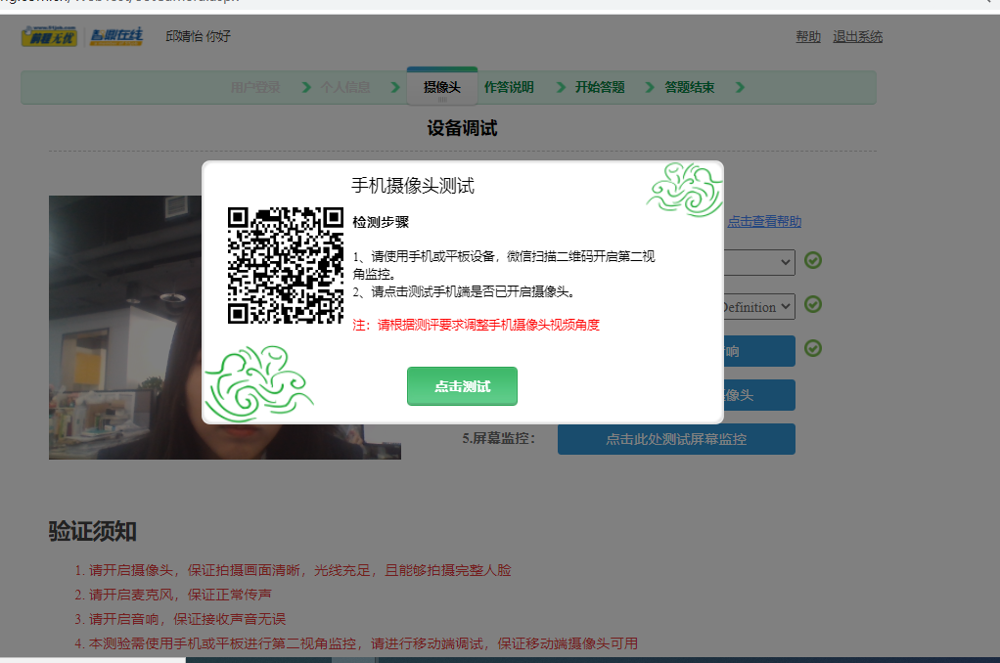 邱婧怡 你好
帮助 退出系统
用户登录 个人信息 摄像头 作答说明 开始答题 答题结束
设备调试
手机摄像头测试
检测步骤
1、请使用手机或平板设备，微信扫描二维码开启第二视
角监控。
2、请点击测试手机端是否已开启摄像头。
注：请根据测评要求调整手机摄像头视频角度
点击测试
点击查看帮助
Definition
响
像头
5.屏幕监控：
点击此处测试屏幕监控
验证须知
1. 请开启摄像头，保证拍摄画面清晰，光线充足，且能够拍摄完整人脸
2. 请开启麦克风，保证正常传声
3. 请开启音响，保证接收声音无误
4. 本测验需使用手机或平板进行第二视角监控，请进行移动端调试，保证移动端摄像头可用